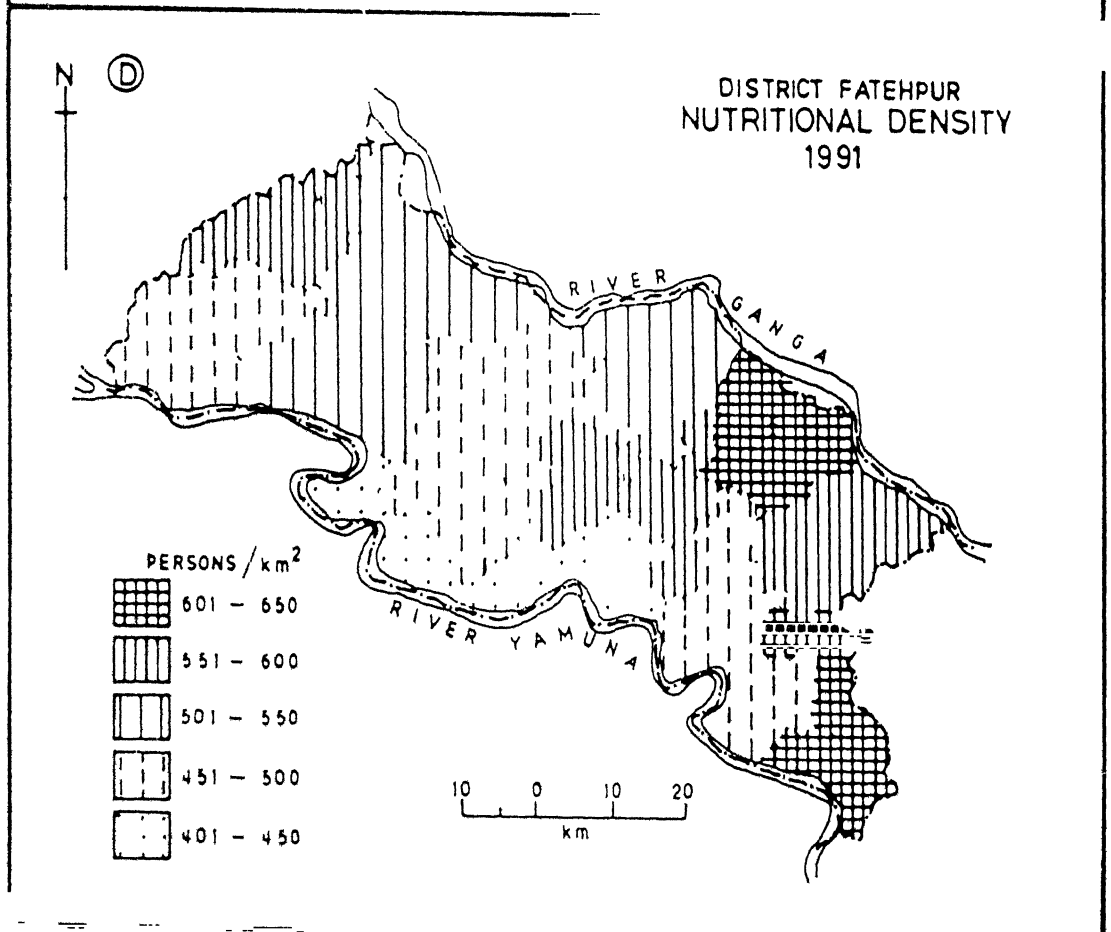 N D
DISTRICT FATEHPUR
NUTRITIONAL DENSITY
1991
RIVER GANGA
RIVER YAMUNA
PERSONS/km²
601 - 650
551 - 600
501 - 550
451 - 500
401 - 450
10 0 10 20
km